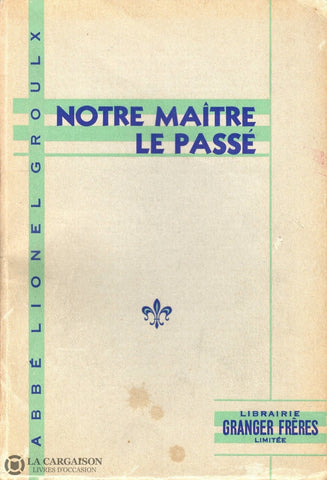 ABBÉ LIONEL GROULX
NOTRE MAÎTRE
LE PASSÉ
LIBRAIRIE
GRANGER FRÈRES
LIMITÉE
LA CARGAISON
LIVRES D'OCCASION